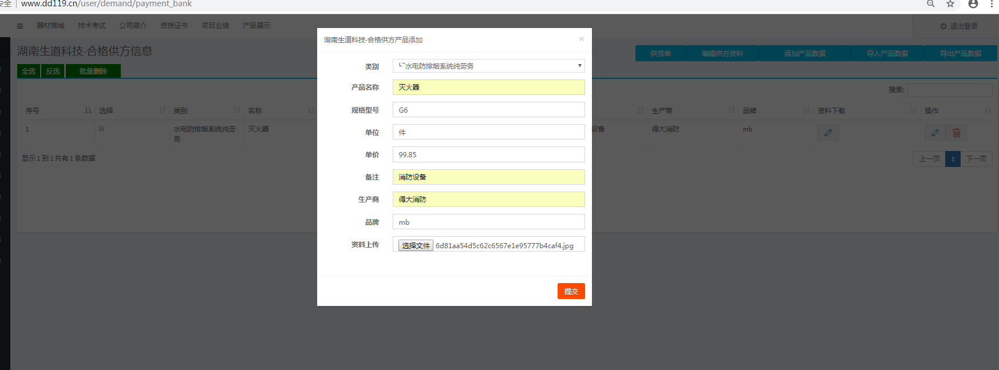 安全 www.dd119.cn/user/demand/payment_bank
器材商城 技术考试 公司简介 资质证书 项目业绩 产品展示 退出登录
湖南生道科技-合格供方信息
供货单 编辑供方资料 添加产品数据 导入产品数据 导出产品数据
全选 反选 批量删除
搜索:
序号 选择 类别 名称 生产商 品牌 资料下载 操作
1 水电防排烟系统纯劳务 灭火器 设备 得大消防 mb
显示 1 到 1 共有 1 条数据
上一页 1 下一页
湖南生道科技-合格供方产品添加 ×
类别 水电防排烟系统纯劳务
产品名称 灭火器
规格型号 G6
单位 件
单价 99.85
备注 消防设备
生产商 得大消防
品牌 mb
资料上传 选择文件 6d81aa54d5c62c6567e1e95777b4caf4.jpg
提交